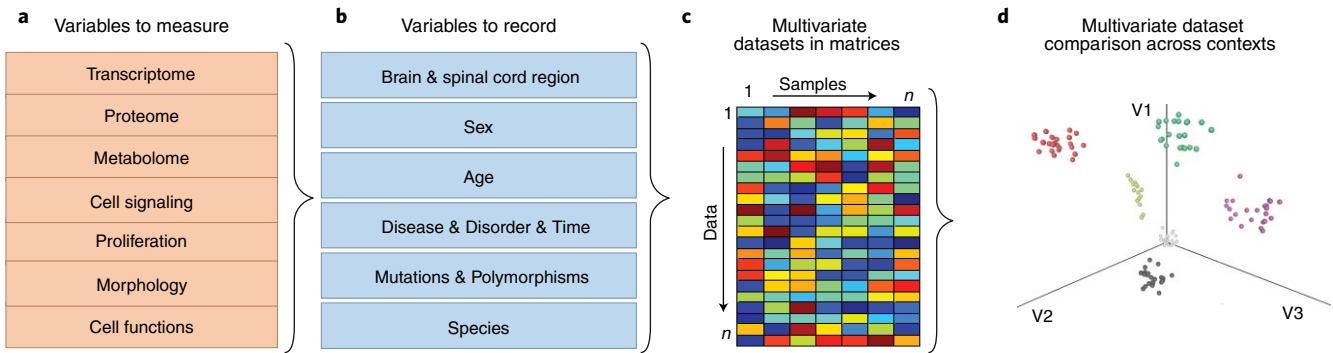 a
Variables to measure
Transcriptome
Proteome
Metabolome
Cell signaling
Proliferation
Morphology
Cell functions
b
Variables to record
Brain & spinal cord region
Sex
Age
Disease & Disorder & Time
Mutations & Polymorphisms
Species
c
Multivariate
datasets in matrices
Samples
1
n
1
Data
n
d
Multivariate dataset
comparison across contexts
V1
V2
V3